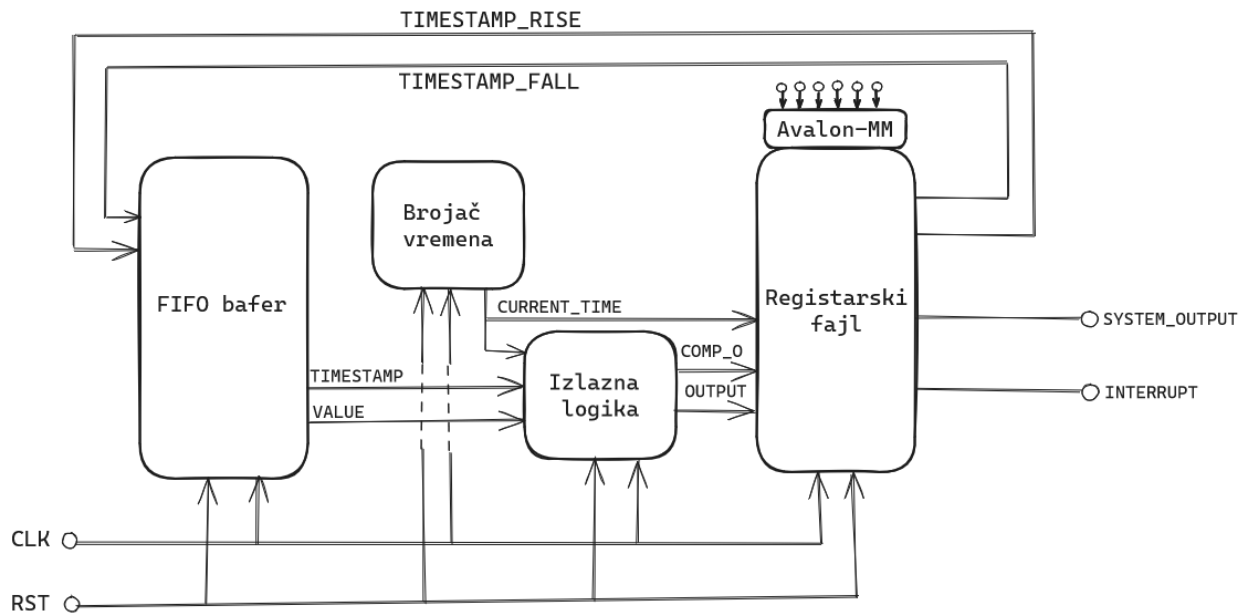 TIMESTAMP_RISE
TIMESTAMP_FALL
Avalon-MM
Brojač
vremena
FIFO bafer
Registarski
fajl
CURRENT_TIME
SYSTEM_OUTPUT
COMP_O
TIMESTAMP
Izlazna
logika
OUTPUT
INTERRUPT
VALUE
CLK
RST